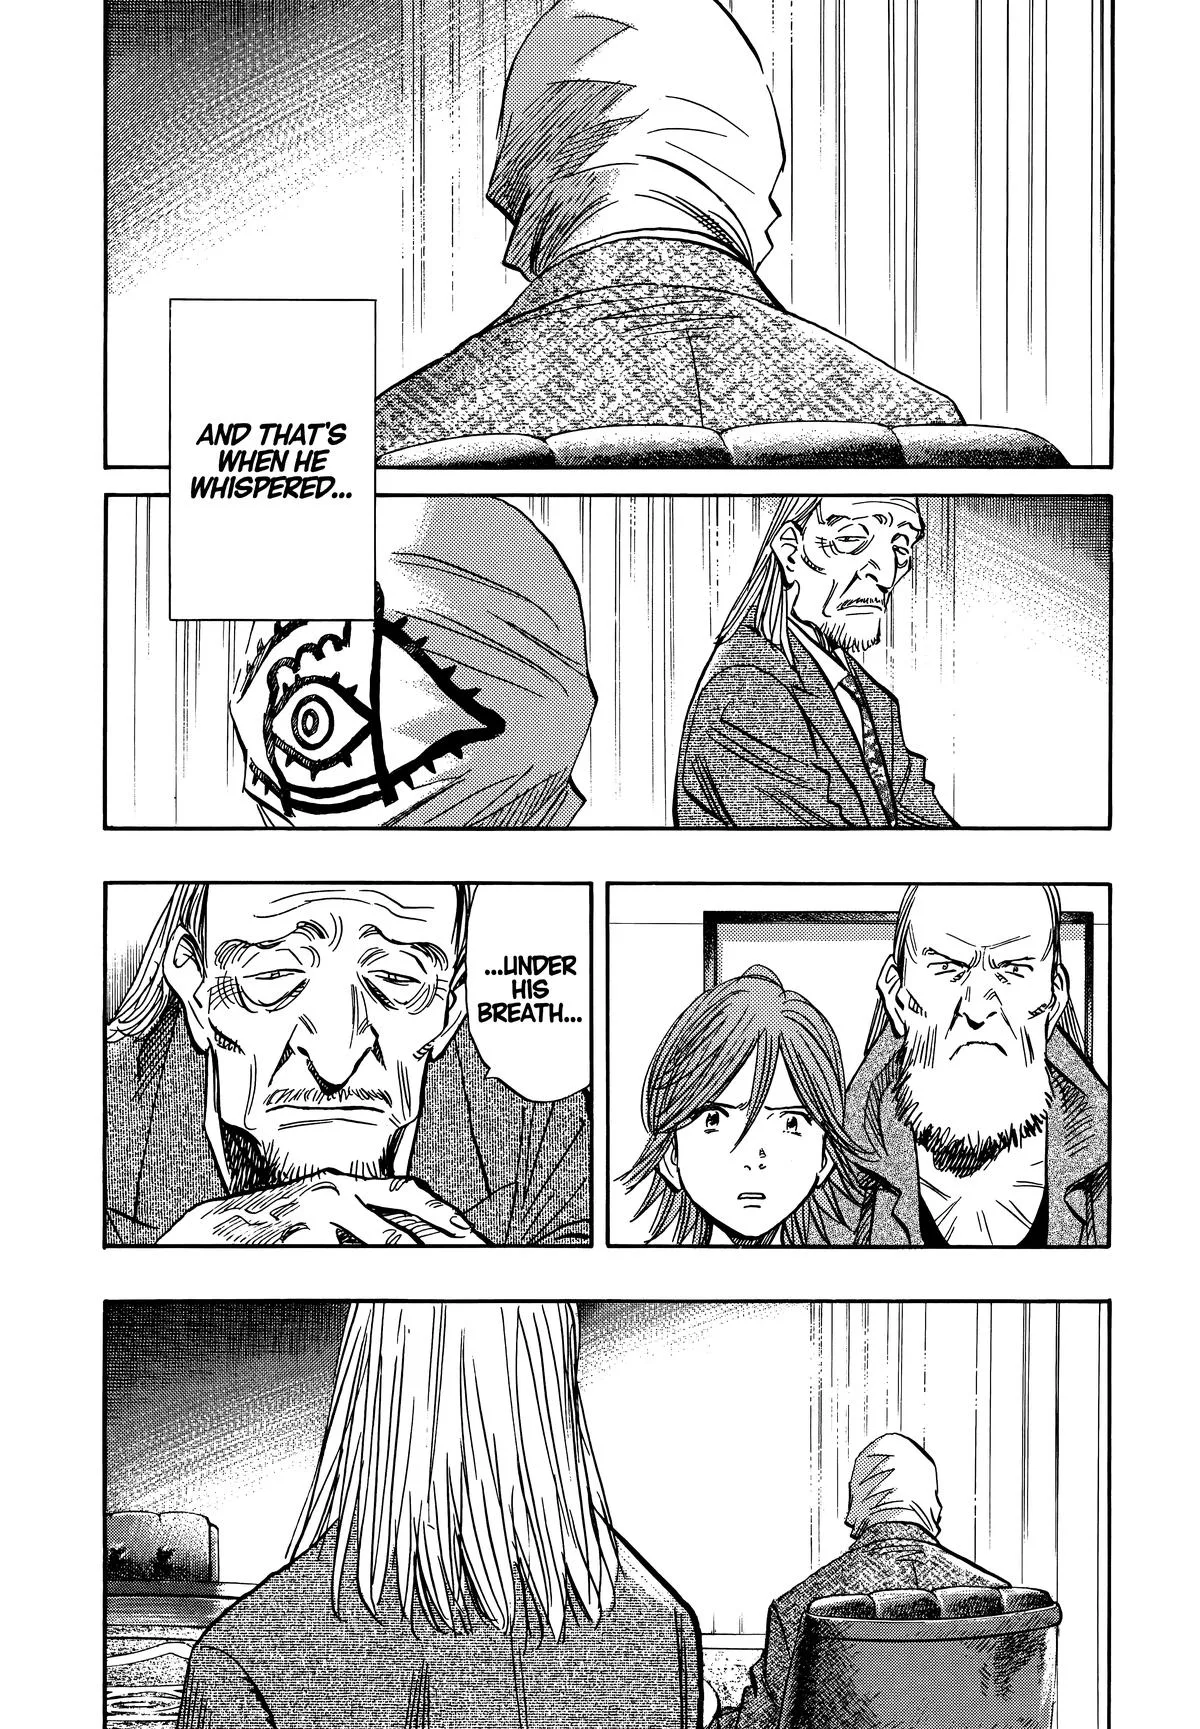 AND THAT'S
WHEN HE
WHISPERED...
...UNDER
HIS
BREATH...